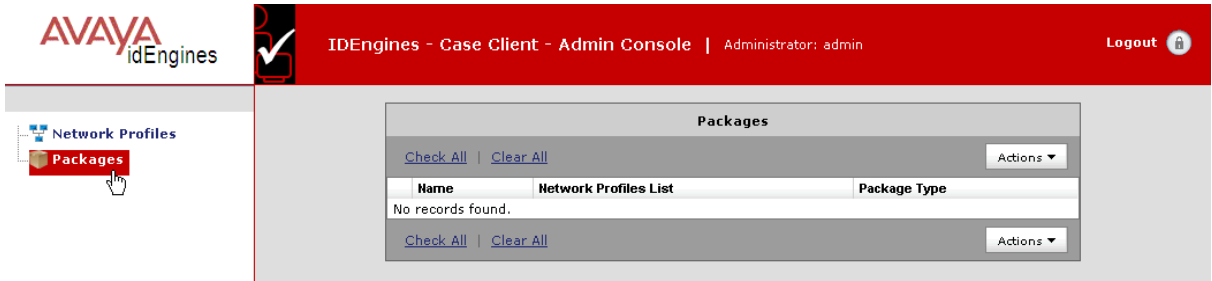 AVAYA
idEngines
IDEngines - Case Client - Admin Console | Administrator: admin
Logout
Network Profiles
Packages
Packages
Check All | Clear All
Actions ▼
Name Network Profiles List Package Type
No records found.
Check All | Clear All
Actions ▼